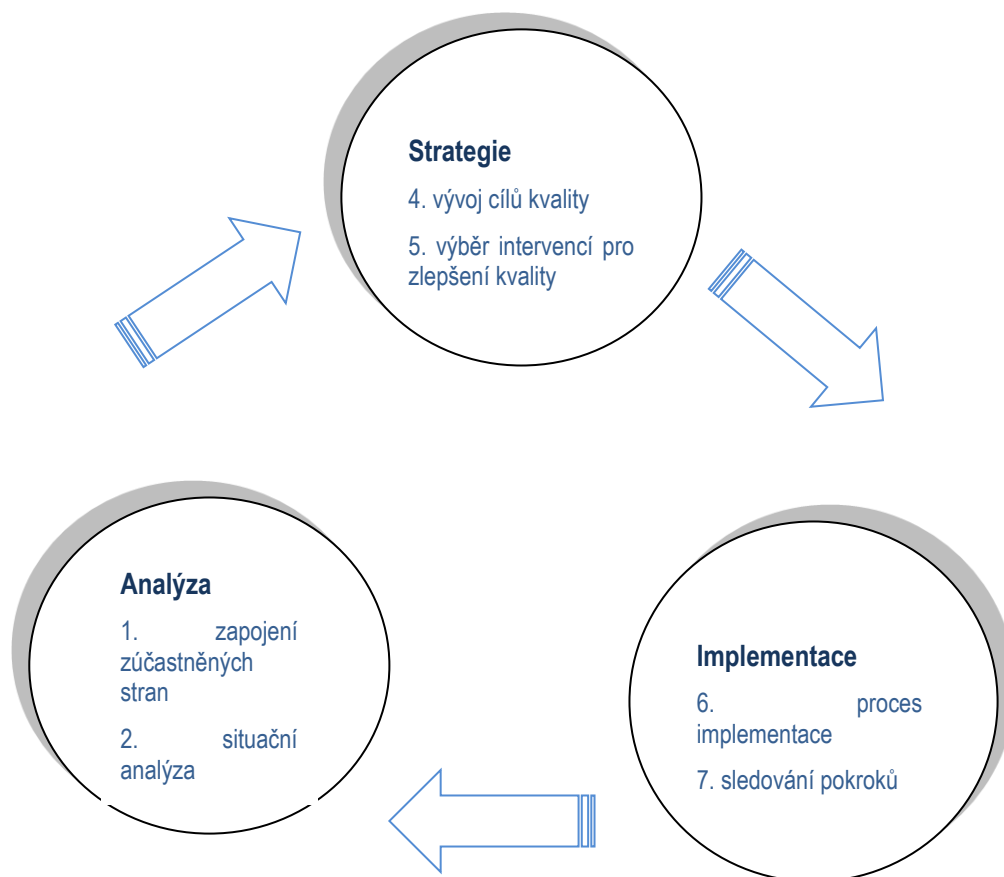 Strategie
4. vývoj cílů kvality
5. výběr intervencí pro
zlepšení kvality
Analýza
1. zapojení
zúčastněných
stran
2. situační
analýza
Implementace
6. proces
implementace
7. sledování pokroků